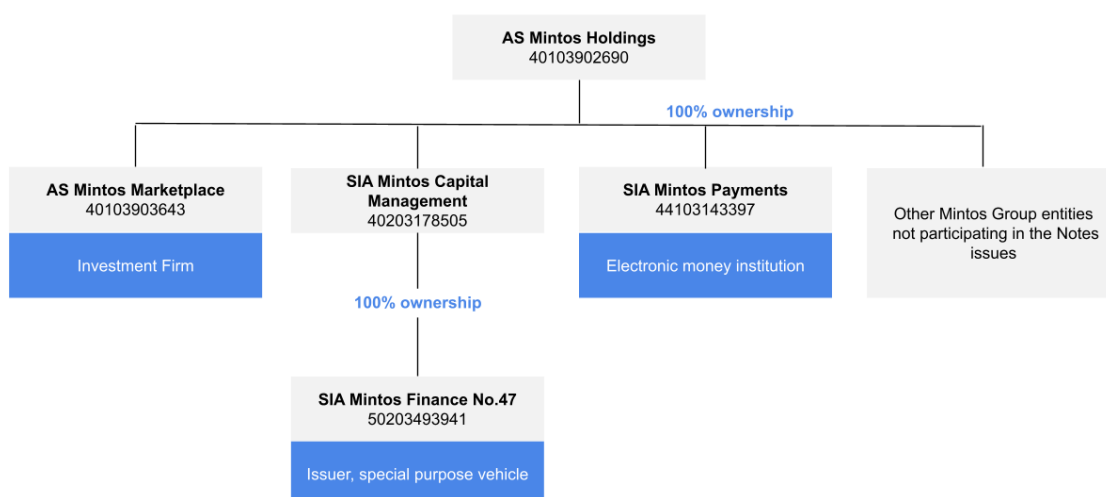 AS Mintos Holdings
40103902690
100% ownership
AS Mintos Marketplace
40103903643
Investment Firm
SIA Mintos Capital
Management
40203178505
SIA Mintos Payments
44103143397
Electronic money institution
Other Mintos Group entities
not participating in the Notes
issues
100% ownership
SIA Mintos Finance No.47
50203493941
Issuer, special purpose vehicle